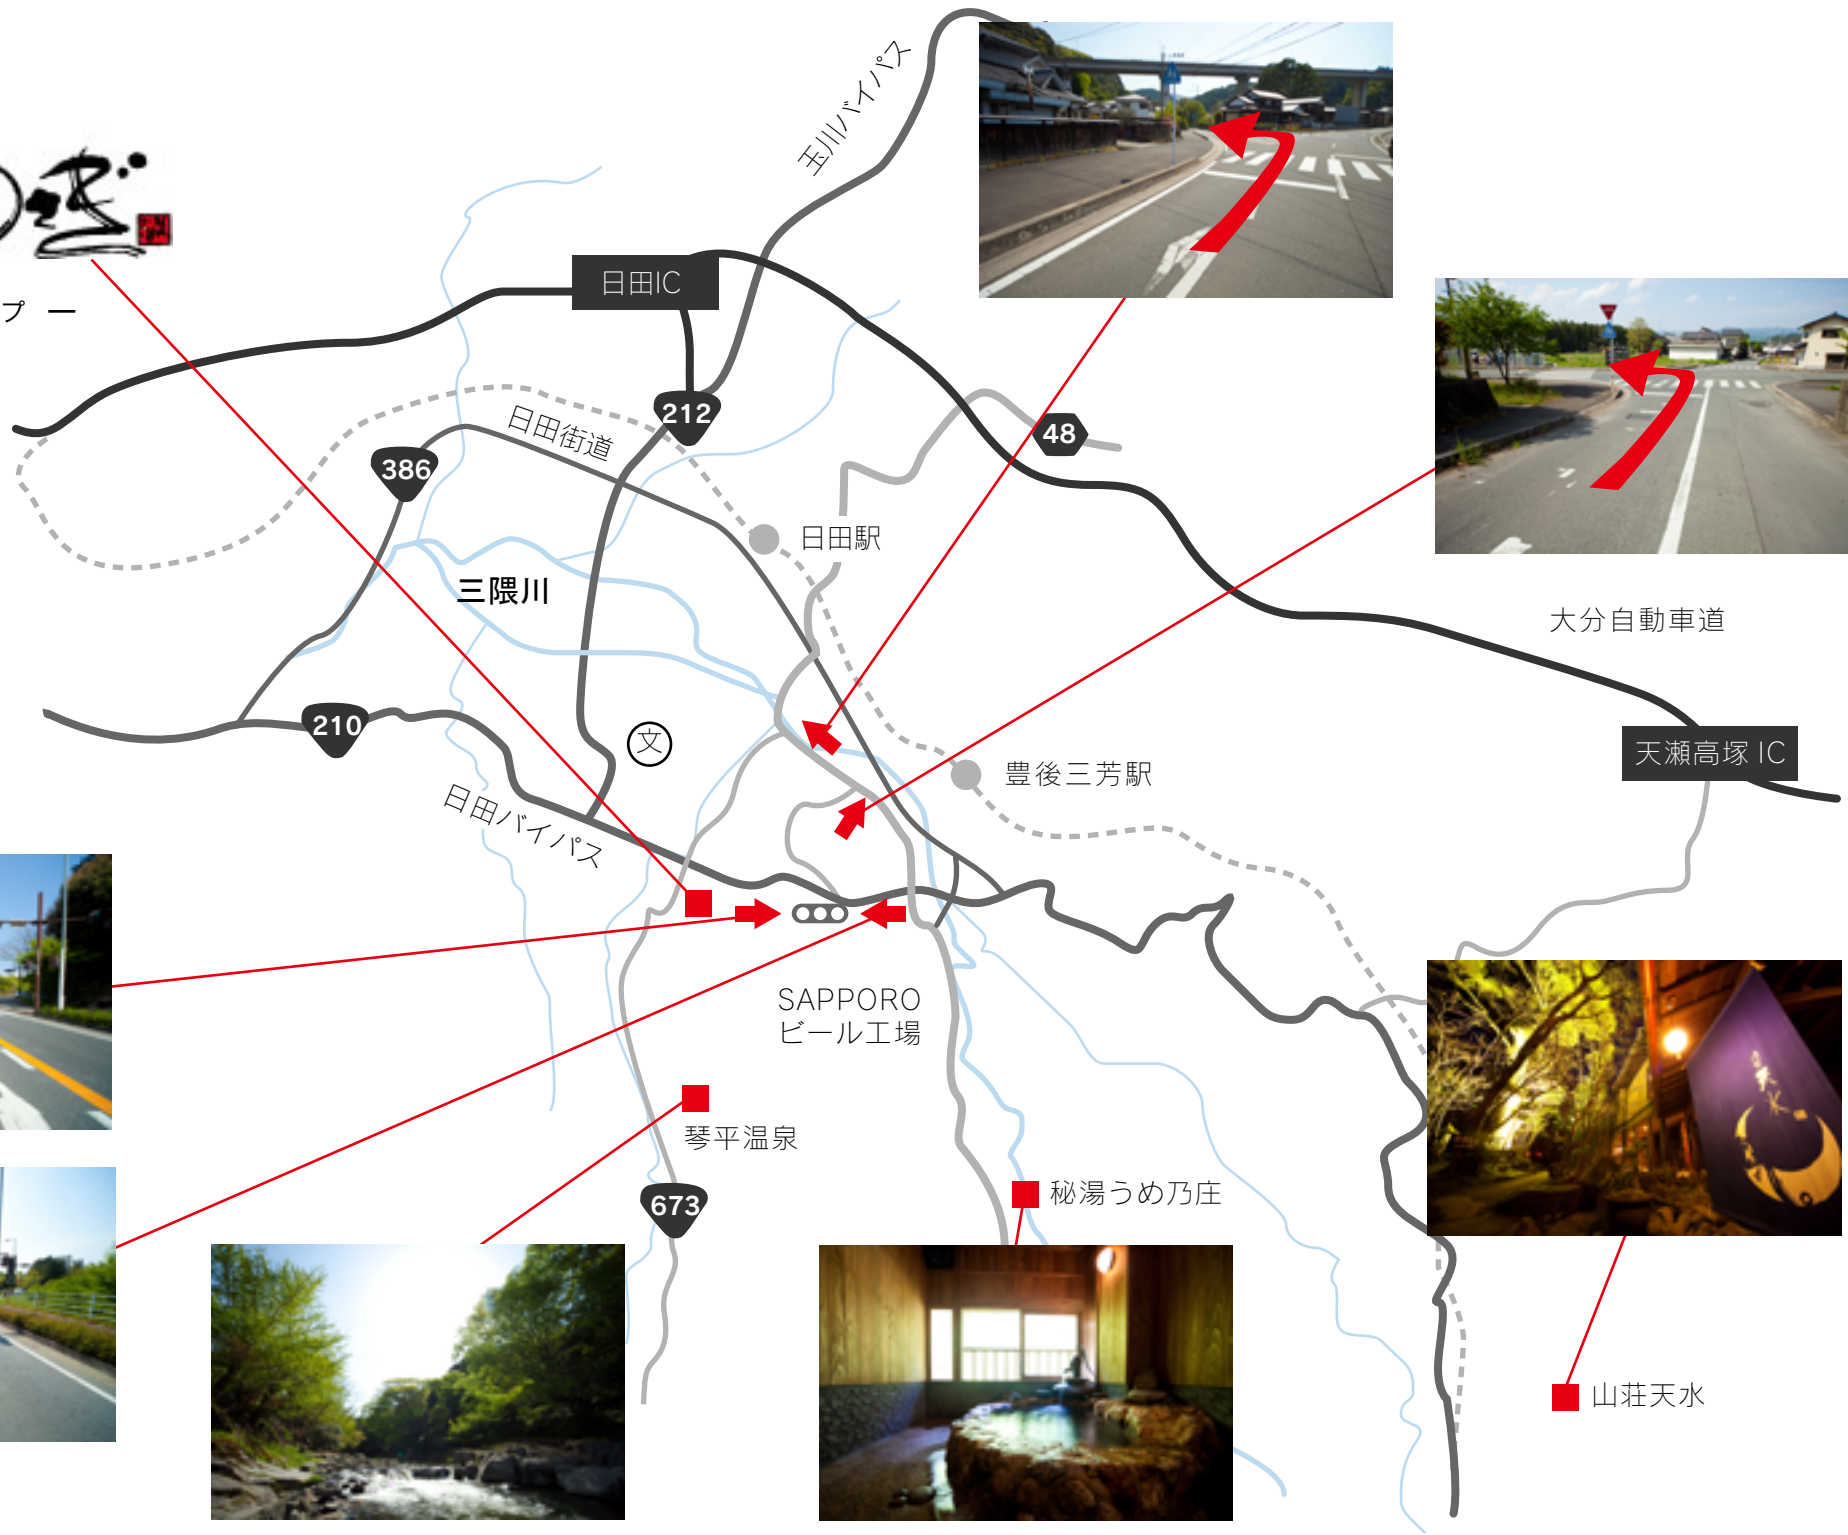 プー
玉川バイパス
日田IC
212
日田街道
386
48
日田駅
三隈川
大分自動車道
210
文
天瀬高塚 IC
豊後三芳駅
日田バイパス
SAPPORO
ビール工場
琴平温泉
673
秘湯うめ乃庄
山荘天水